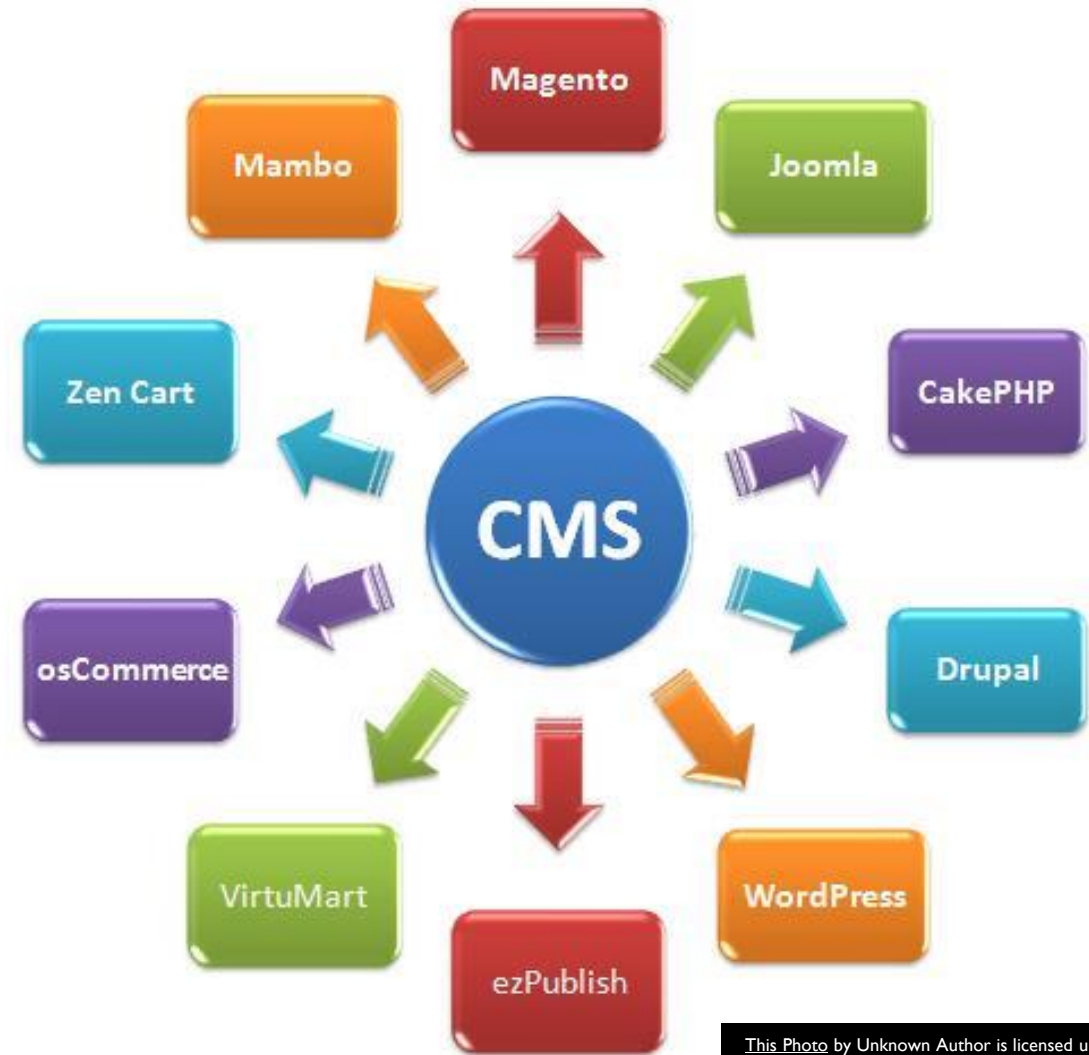 Magento
Mambo
Joomla
Zen Cart
CakePHP
CMS
osCommerce
Drupal
VirtuMart
WordPress
ezPublish
This Photo by Unknown Author is licensed u